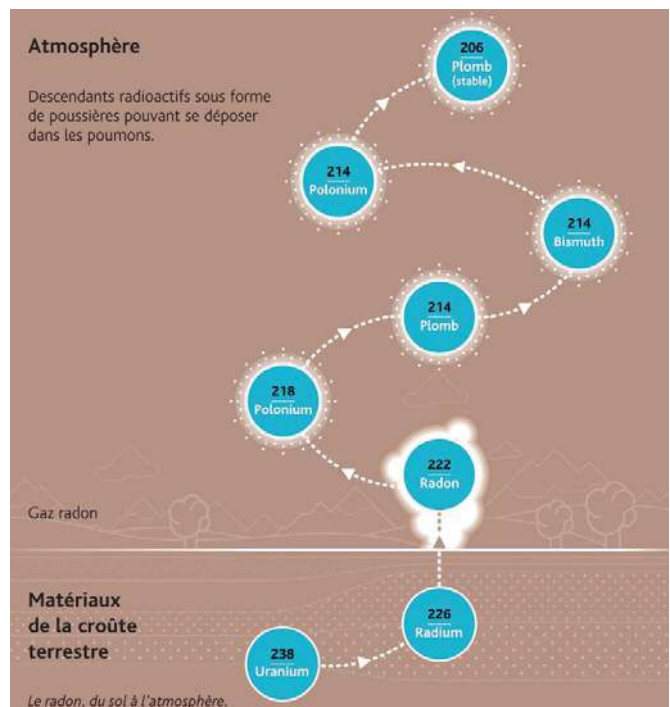 Atmosphère
Descendants radioactifs sous forme
de poussières pouvant se déposer
dans les poumons.
206
Plomb
(stable)
214
Polonium
214
Bismuth
214
Plomb
218
Polonium
222
Radon
Gaz radon
Matériaux
de la croûte
terrestre
226
Radium
238
Uranium
Le radon, du sol à l'atmosphère.